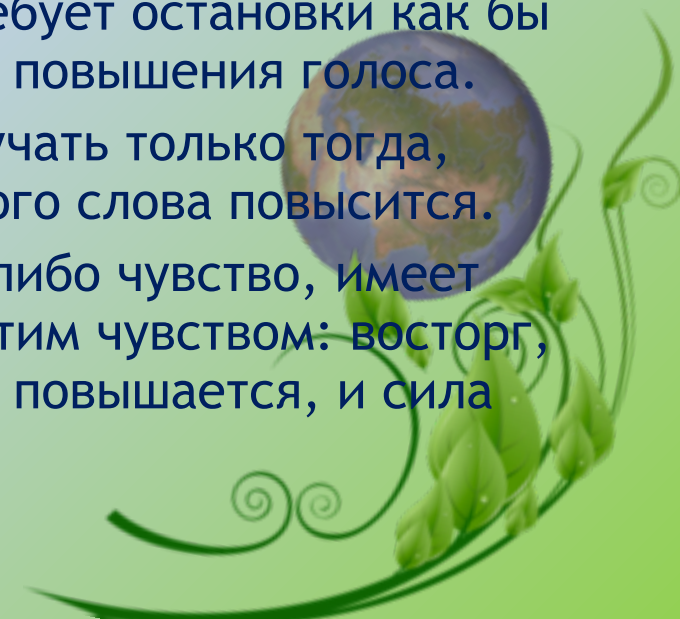 ебует остановки как бы
повышения голоса.
учать только тогда,
ого слова повысится.
либо чувство, имеет
тим чувством: восторг,
повышается, и сила